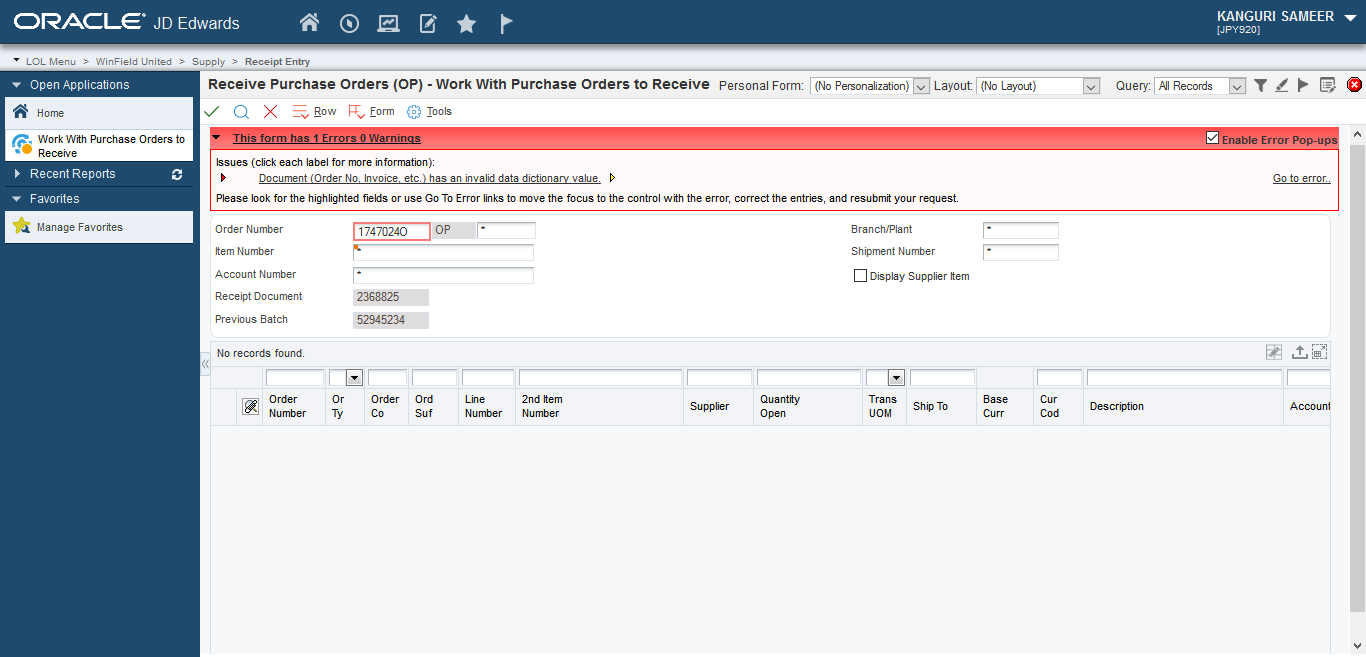 ORACLE® JD Edwards
KANGURI SAMEER
[JPY920]
LOL Menu > WinField United > Supply > Receipt Entry
Open Applications
Home
Work With Purchase Orders to
Receive
Recent Reports
Favorites
Manage Favorites
Receive Purchase Orders (OP) - Work With Purchase Orders to Receive
Personal Form: (No Personalization) Layout: (No Layout) Query: All Records
Row Form Tools
This form has 1 Errors 0 Warnings
Enable Error Pop-ups
Issues (click each label for more information):
Document (Order No, Invoice, etc.) has an invalid data dictionary value.
Go to error..
Please look for the highlighted fields or use Go To Error links to move the focus to the control with the error, correct the entries, and resubmit your request.
Order Number 1747024O OP * Branch/Plant *
Item Number * Shipment Number *
Account Number * Display Supplier Item
Receipt Document 2368825
Previous Batch 52945234
No records found.
Order Number
Or Ty
Order Co
Ord Suf
Line Number
2nd Item Number
Supplier
Quantity Open
Trans UOM
Ship To
Base Curr
Cur Cod
Description
Account